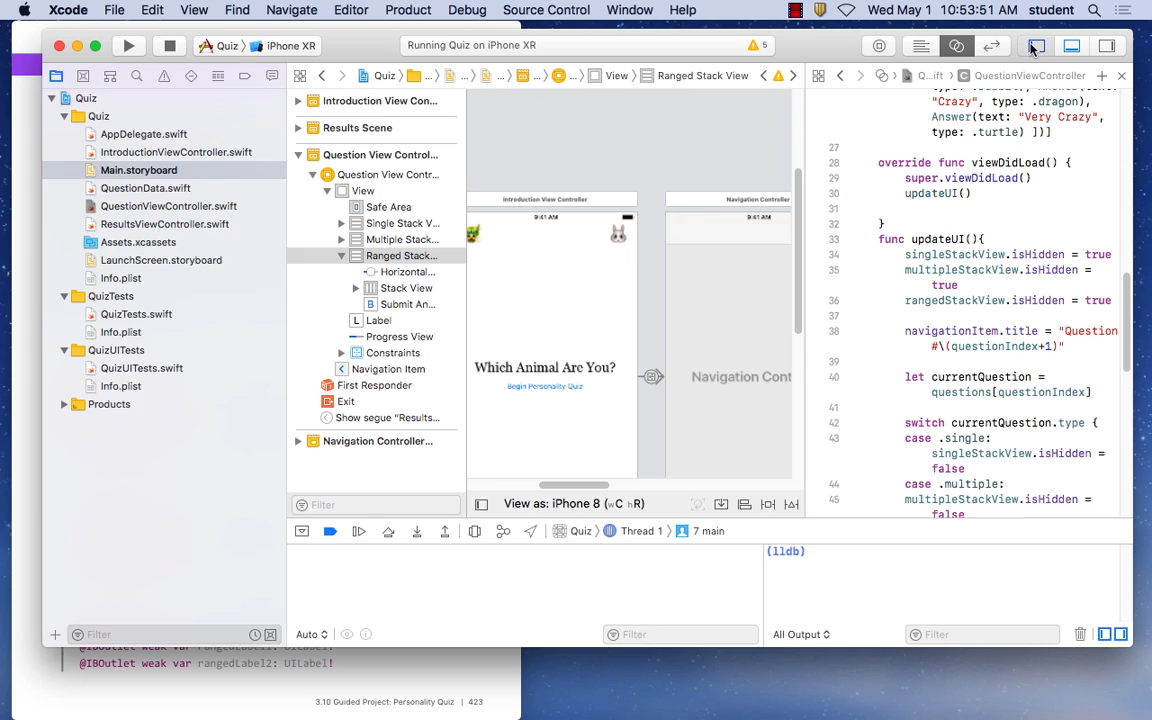 Xcode File Edit View Find Navigate Editor Product Debug Source Control Window Help Wed May 1 10:53:51 AM student
Quiz iPhone XR Running Quiz on iPhone XR 5
Quiz ... ... ... ... ... View Ranged Stack View
Q...ift QuestionViewController
Quiz
Quiz
AppDelegate.swift
IntroductionViewController.swift
Main.storyboard
QuestionData.swift
QuestionViewController.swift
ResultsViewController.swift
Assets.xcassets
LaunchScreen.storyboard
Info.plist
QuizTests
QuizTests.swift
Info.plist
QuizUITests
QuizUITests.swift
Info.plist
Products
Filter
Introduction View Con...
Results Scene
Question View Control...
Question View Contr...
View
Safe Area
Single Stack V...
Multiple Stack...
Ranged Stack...
Horizontal...
Stack View
B Submit An...
L Label
Progress View
Constraints
Navigation Item
First Responder
Exit
Show segue "Results...
Navigation Controller...
Filter
Introduction View Controller
9:41 AM
Which Animal Are You?
Begin Personality Quiz
Navigation Controller
9:41 AM
Navigation Cont
View as: iPhone 8 (wC hR)
"Crazy", type: .dragon),
Answer(text: "Very Crazy",
type: .turtle) ])]
27
28 override func viewDidLoad() {
29 super.viewDidLoad()
30 updateUI()
31
32 }
33 func updateUI(){
34 singleStackView.isHidden = true
35 multipleStackView.isHidden =
true
36 rangedStackView.isHidden = true
37
38 navigationItem.title = "Question
#\(questionIndex+1)"
39
40 let currentQuestion =
questions[questionIndex]
41
42 switch currentQuestion.type {
43 case .single:
singleStackView.isHidden =
false
44 case .multiple:
45 multipleStackView.isHidden =
false
Quiz Thread 1 7 main
(lldb)
Auto Filter All Output Filter
@IBOutlet weak var rangedLabel2: UILabel!
3.10 Guided Project: Personality Quiz | 423